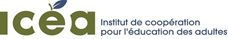 icéa
Institut de coopération
pour l'éducation des adultes